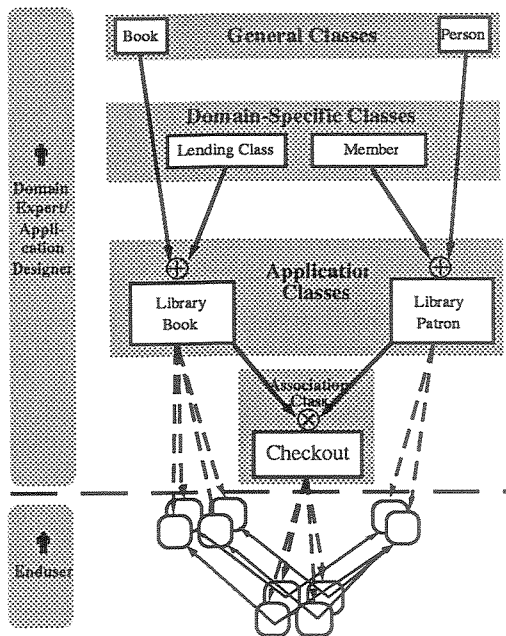 Book
General Classes
Person
Domain-Specific Classes
Lending Class
Member
Domain
Expert/
Appli-
cation
Designer
Application
Classes
Library
Book
Library
Patron
Association
Class
Checkout
Enduser